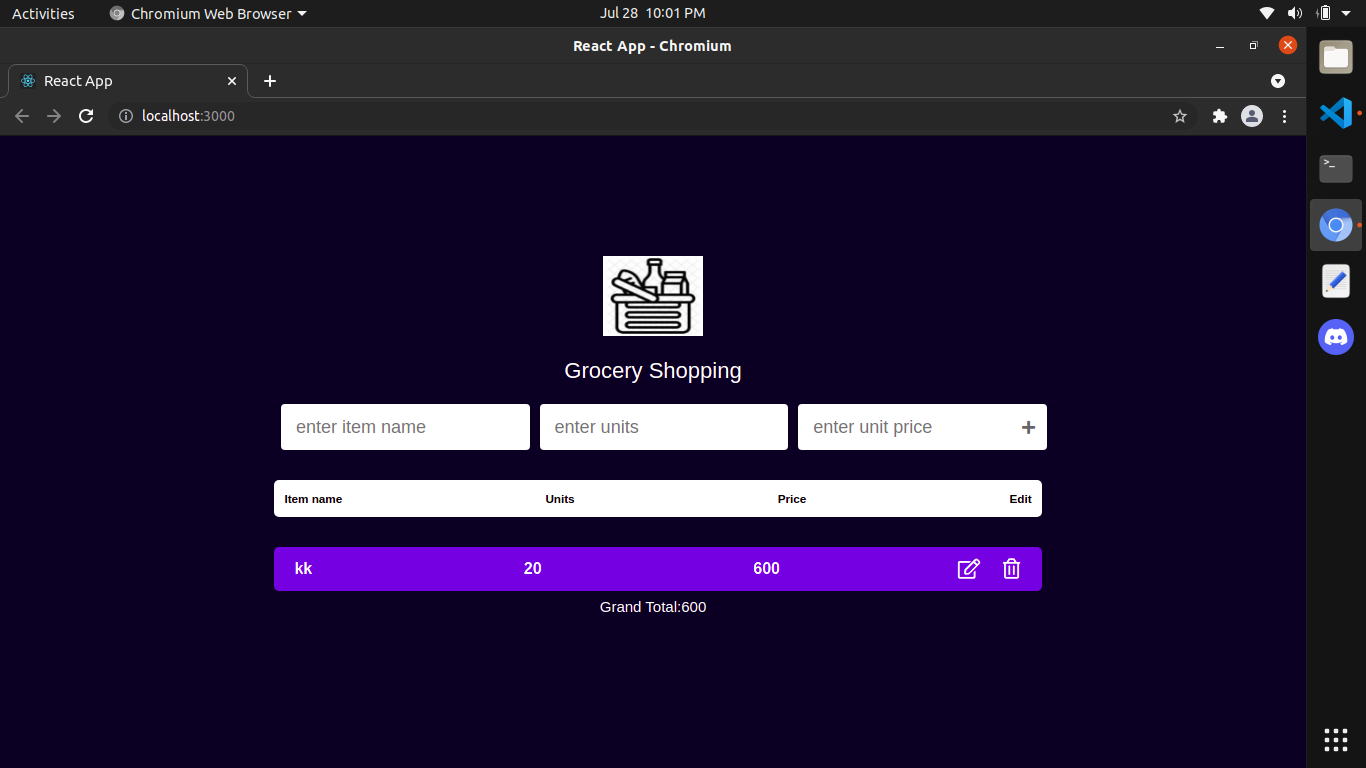 Activities Chromium Web Browser Jul 28 10:01 PM
React App - Chromium
React App
localhost:3000
>_
Grocery Shopping
enter item name enter units enter unit price +
Item name Units Price Edit
kk 20 600
Grand Total:600